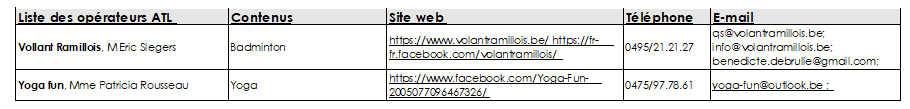 Liste des opérateurs ATL Contenus Site web Téléphone E-mail
qs@volantramillois.be;
https://www.volantramillois.be/ https://fr-
Vollant Ramillois, M Eric Slegers Badminton 0495/21.21.27 info@volantramillois.be;
fr.facebook.com/volantramillois/
benedicte.debrulle@gmail.com;
https://www.facebook.com/Yoga-Fun-
Yoga fun, Mme Patricia Rousseau Yoga 0475/97.78.61 yoga-fun@outlook.be ;
2005077096467326/